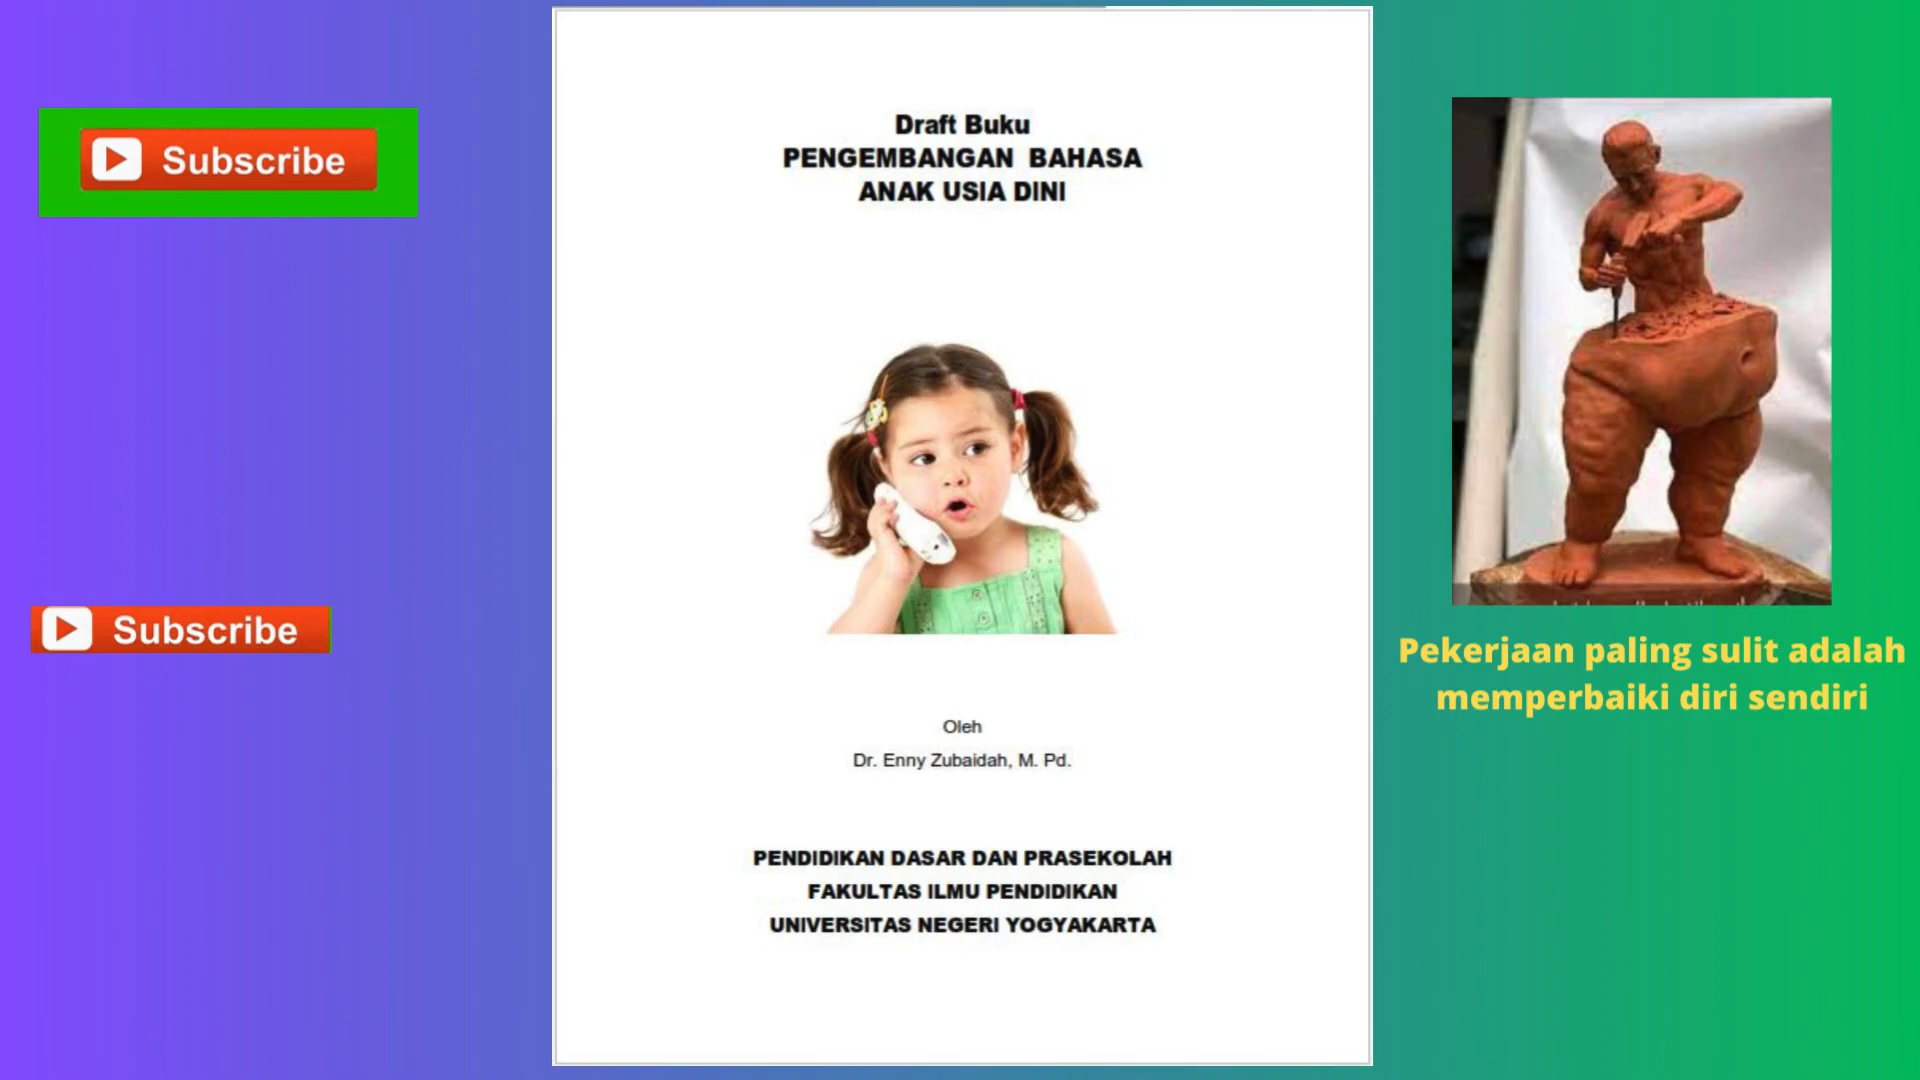 Subscribe
Subscribe
Draft Buku
PENGEMBANGAN BAHASA
ANAK USIA DINI
Oleh
Dr. Enny Zubaidah, M. Pd.
PENDIDIKAN DASAR DAN PRASEKOLAH
FAKULTAS ILMU PENDIDIKAN
UNIVERSITAS NEGERI YOGYAKARTA
Pekerjaan paling sulit adalah
memperbaiki diri sendiri